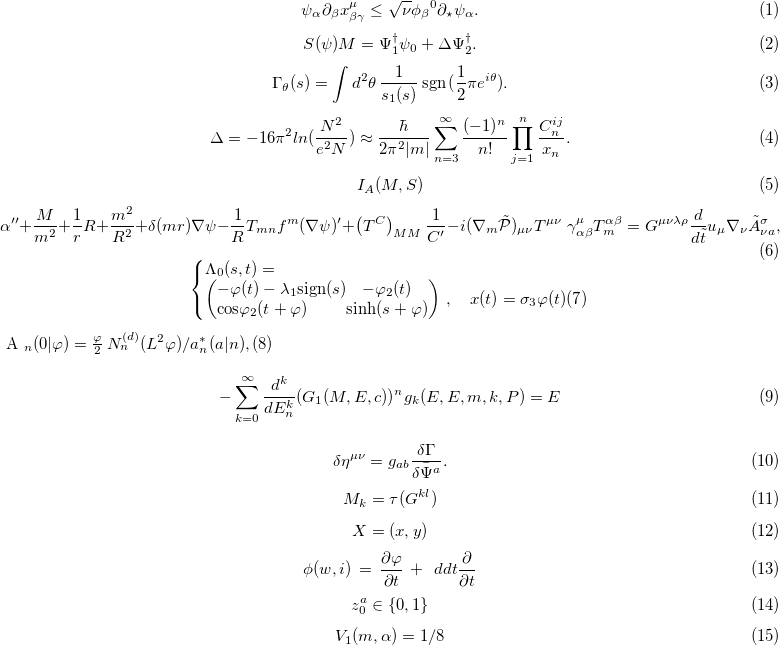 $$\psi_{\alpha}\partial_{\beta}x^{\mu}_{\beta\gamma} \leq \sqrt{\nu}\phi_{\beta}{}^{0}\partial_{\star}\psi_{\alpha}. \quad (1)$$
$$S(\psi)M = \Psi_1^{\dagger}\psi_0 + \Delta\Psi_2^{\dagger}. \quad (2)$$
$$\Gamma_{\theta}(s) = \int d^2\theta\, \frac{1}{s_1(s)}\, \mathrm{sgn}\,(\frac{1}{2}\pi e^{i\theta}). \quad (3)$$
$$\Delta = -16\pi^2 ln(\frac{N^2}{e^2 N}) \approx \frac{\hbar}{2\pi^2|m|}\sum_{n=3}^{\infty}\frac{(-1)^n}{n!}\prod_{j=1}^{n}\frac{C_n^{ij}}{x_n}. \quad (4)$$
$$I_A(M, S) \quad (5)$$
$$\alpha''+\frac{M}{m^2}+\frac{1}{r}R+\frac{m^2}{R^2}+\delta(mr)\nabla\psi-\frac{1}{R}T_{mn}f^m(\nabla\psi)'+\left(T^C\right)_{MM}\frac{1}{C'}-i(\nabla_m\tilde{\mathcal{P}})_{\mu\nu}T^{\mu\nu}\ \gamma^{\mu}_{\alpha\beta}T^{\alpha\beta}_m = G^{\mu\nu\lambda\rho}\frac{d}{dt}u_{\mu}\nabla_{\nu}\tilde{A}^{\sigma}_{\nu a}, \quad (6)$$
$$\left\{\begin{array}{l}\Lambda_0(s,t) = \\ \begin{pmatrix}-\varphi(t)-\lambda_1\mathrm{sign}(s) & -\varphi_2(t) \\ \mathrm{cos}\varphi_2(t+\varphi) & \sinh(s+\varphi)\end{pmatrix}\end{array}\right., \quad x(t) = \sigma_3\varphi(t) (7)$$
$$\mathrm{A}\ {}_n(0|\varphi) = \frac{\varphi}{2}\, N_n^{(d)}(L^2\varphi)/a_n^*(a|n), (8)$$
$$-\sum_{k=0}^{\infty}\frac{d^k}{dE_n^k}(G_1(M,E,c))^n g_k(E,E,m,k,P) = E \quad (9)$$
$$\delta\eta^{\mu\nu} = g_{ab}\frac{\delta\Gamma}{\delta\bar{\Psi}^a}. \quad (10)$$
$$M_k = \tau(G^{kl}) \quad (11)$$
$$X = (x, y) \quad (12)$$
$$\phi(w, i)\ =\ \frac{\partial\varphi}{\partial t}\ +\ ddt\frac{\partial}{\partial t} \quad (13)$$
$$z_0^a \in \{0, 1\} \quad (14)$$
$$V_1(m, \alpha) = 1/8 \quad (15)$$